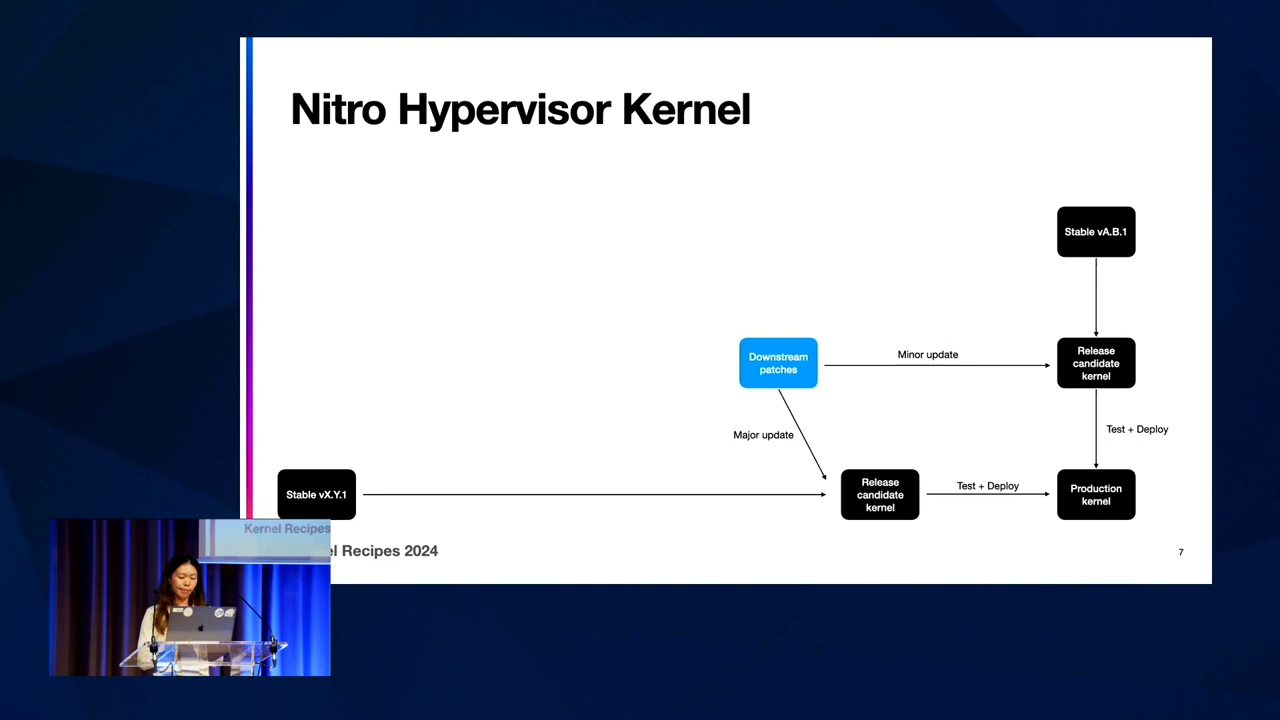 Nitro Hypervisor Kernel
Stable vA.B.1
Downstream
patches
Minor update
Release
candidate
kernel
Major update
Test + Deploy
Stable vX.Y.1
Release
candidate
kernel
Test + Deploy
Production
kernel
Kernel Recipes
el Recipes 2024
7